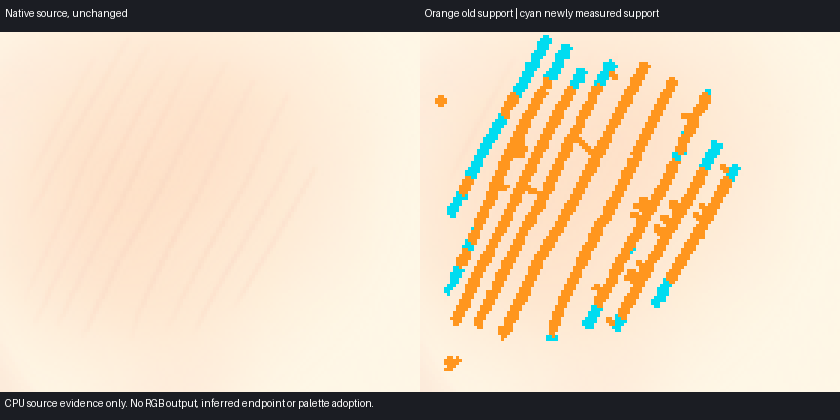 Native source, unchanged
Orange old support | cyan newly measured support
CPU source evidence only. No RGB output, inferred endpoint or palette adoption.